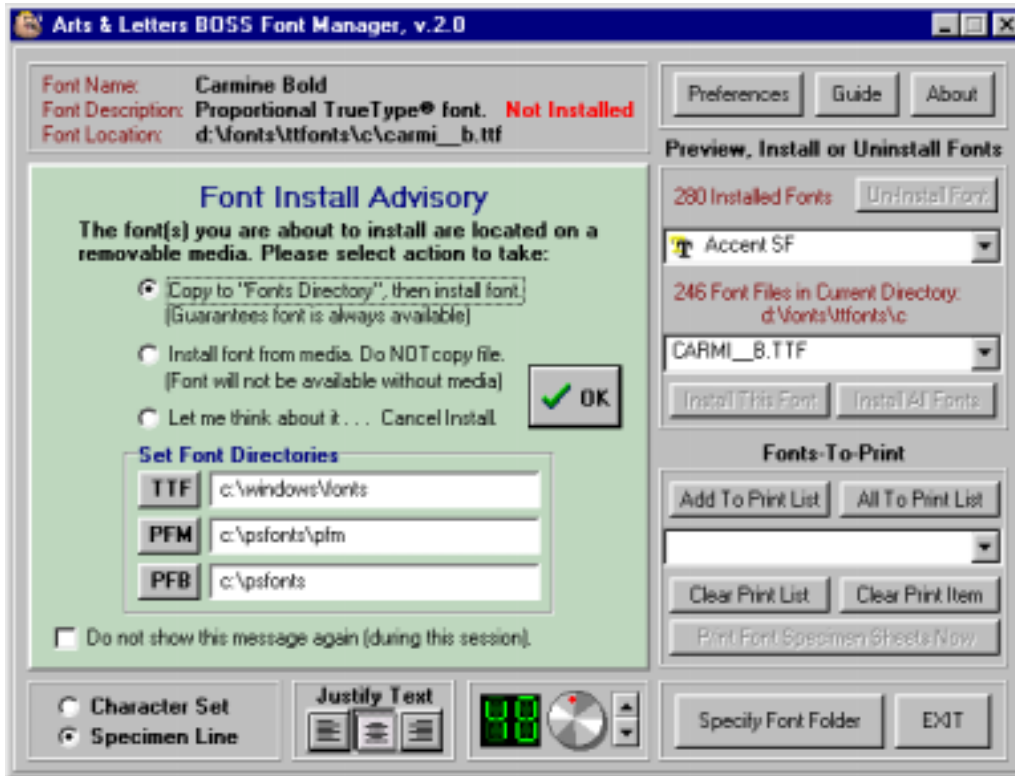 Arts & Letters BOSS Font Manager, v.2.0
Font Name: Carmine Bold
Font Description: Proportional TrueType® font. Not Installed
Font Location: d:\fonts\ttfonts\c\carmi__b.ttf
Font Install Advisory
The font(s) you are about to install are located on a
removable media. Please select action to take:
Copy to "Fonts Directory", then install font.
(Guarantees font is always available)
Install font from media. Do NOT copy file.
(Font will not be available without media)
Let me think about it . . . Cancel Install.
OK
Set Font Directories
TTF c:\windows\fonts
PFM c:\psfonts\pfm
PFB c:\psfonts
Do not show this message again (during this session).
Character Set
Specimen Line
Justify Text
48
Preferences Guide About
Preview, Install or Uninstall Fonts
280 Installed Fonts Un-Install Font
Accent SF
246 Font Files in Current Directory:
d:\fonts\ttfonts\c
CARMI__B.TTF
Install This Font Install All Fonts
Fonts-To-Print
Add To Print List All To Print List
Clear Print List Clear Print Item
Print Font Specimen Sheets Now
Specify Font Folder EXIT